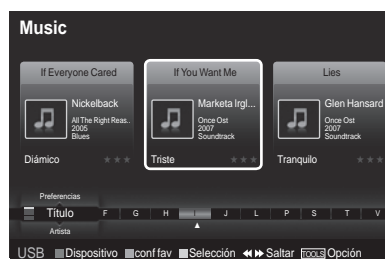 Music
If Everyone Cared
Nickelback
All The Right Reas..
2005
Blues
Diámico
If You Want Me
Marketa Irgl...
Once Ost
2007
Soundtrack
Triste
Lies
Glen Hansard
Once Ost
2007
Soundtrack
Tranquilo
Preferencias
Título F G H I J L P S T V
Artista
USB Dispositivo conf fav Selección Saltar TOOLS Opción